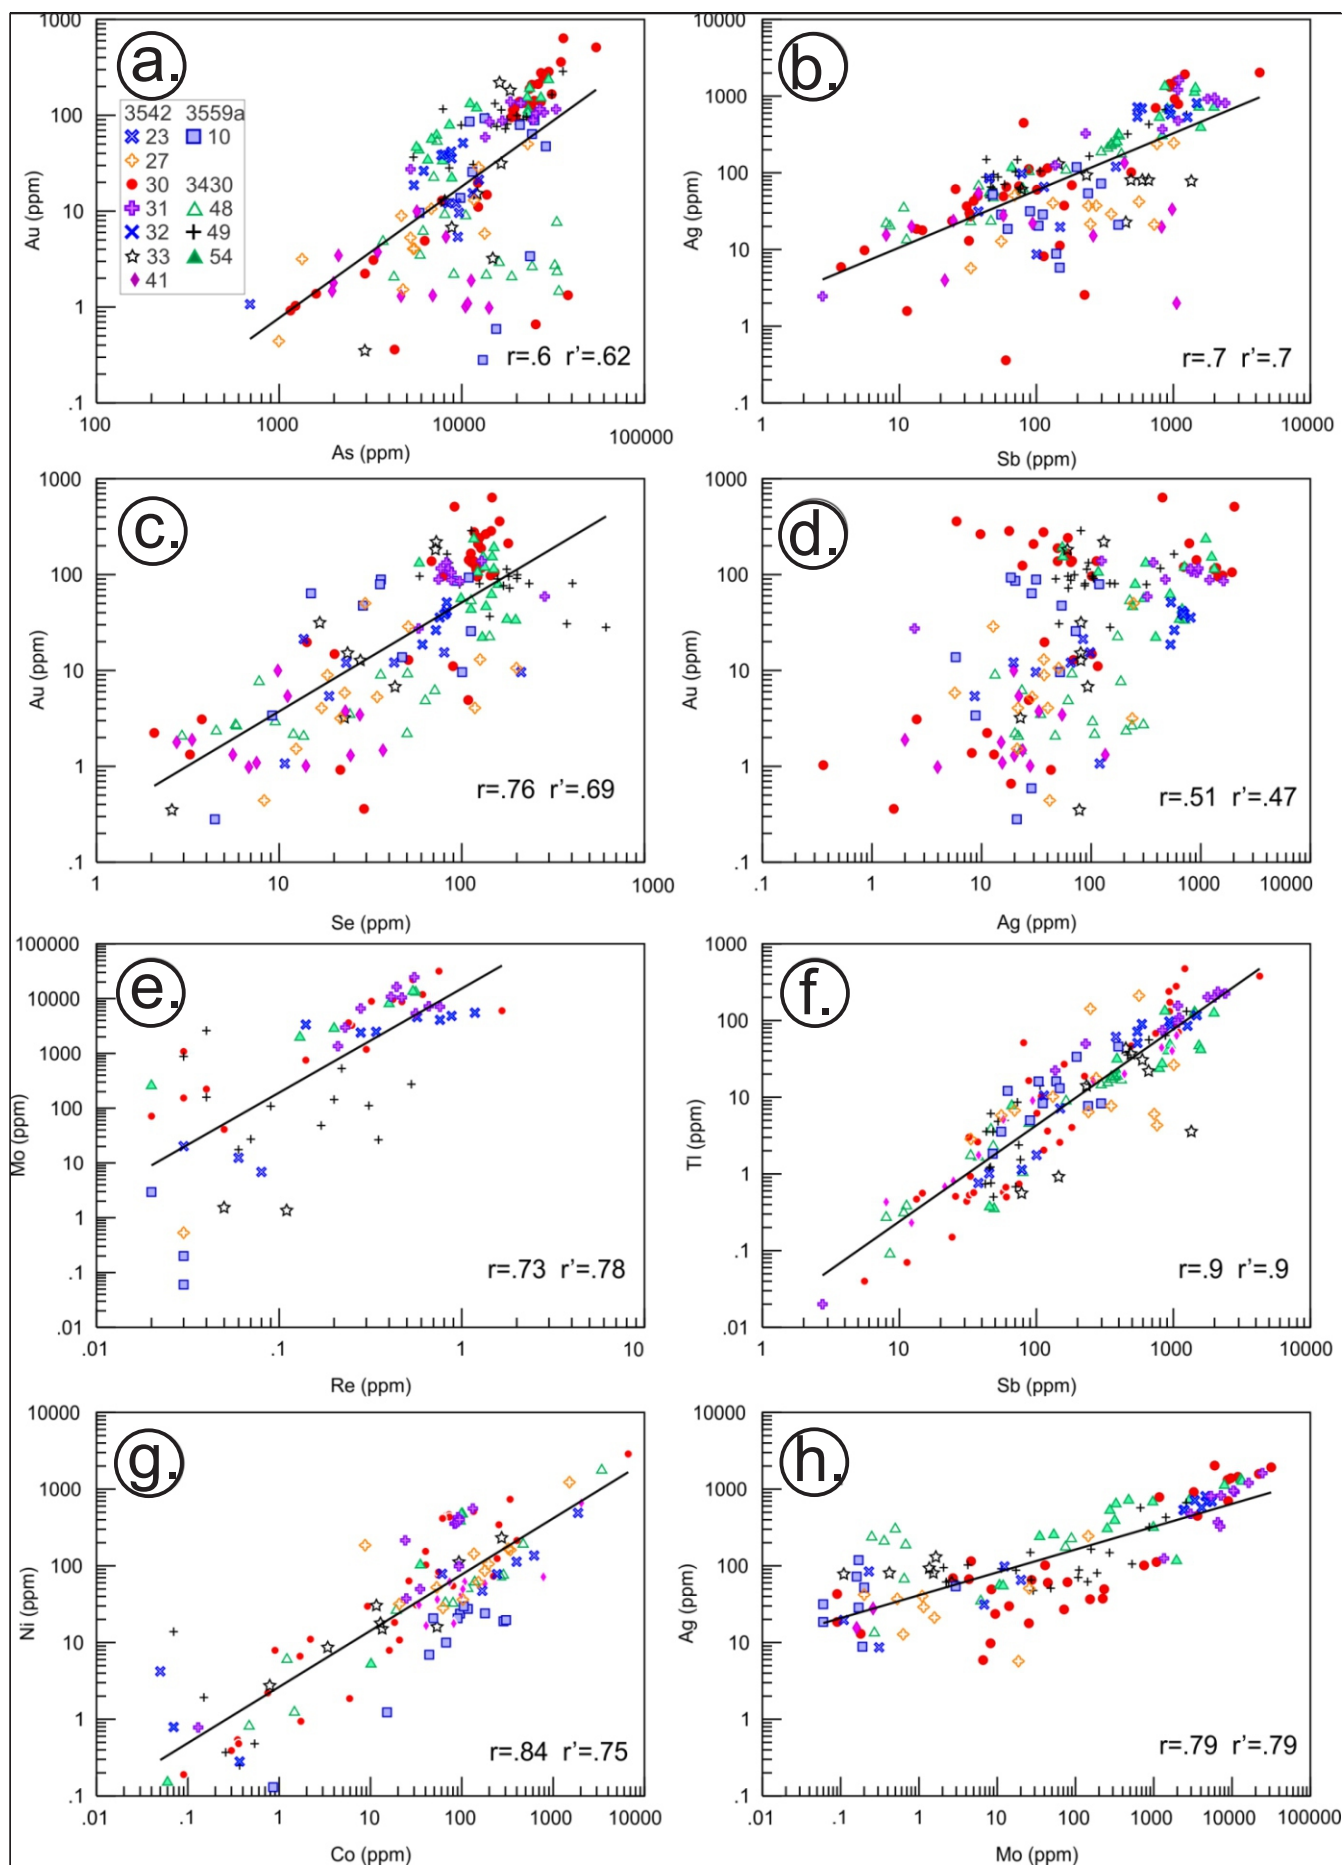 a.
1000
100
10
1
.1
Au (ppm)
3542 3559a
23 10
27
30 3430
31 48
32 49
33 54
41
r=.6 r’=.62
100 1000 10000 100000
As (ppm)
b.
10000
1000
100
10
1
.1
Ag (ppm)
r=.7 r’=.7
1 10 100 1000 10000
Sb (ppm)
c.
1000
100
10
1
.1
Au (ppm)
r=.76 r’=.69
1 10 100 1000
Se (ppm)
d.
1000
100
10
1
.1
Au (ppm)
r=.51 r’=.47
.1 1 10 100 1000 10000
Ag (ppm)
e.
100000
10000
1000
100
10
1
.1
.01
Mo (ppm)
r=.73 r’=.78
.01 .1 1 10
Re (ppm)
f.
1000
100
10
1
.1
.01
Tl (ppm)
r=.9 r’=.9
1 10 100 1000 10000
Sb (ppm)
g.
10000
1000
100
10
1
.1
Ni (ppm)
r=.84 r’=.75
.01 .1 1 10 100 1000 10000
Co (ppm)
h.
10000
1000
100
10
1
.1
Ag (ppm)
r=.79 r’=.79
.01 .1 1 10 100 1000 10000 100000
Mo (ppm)